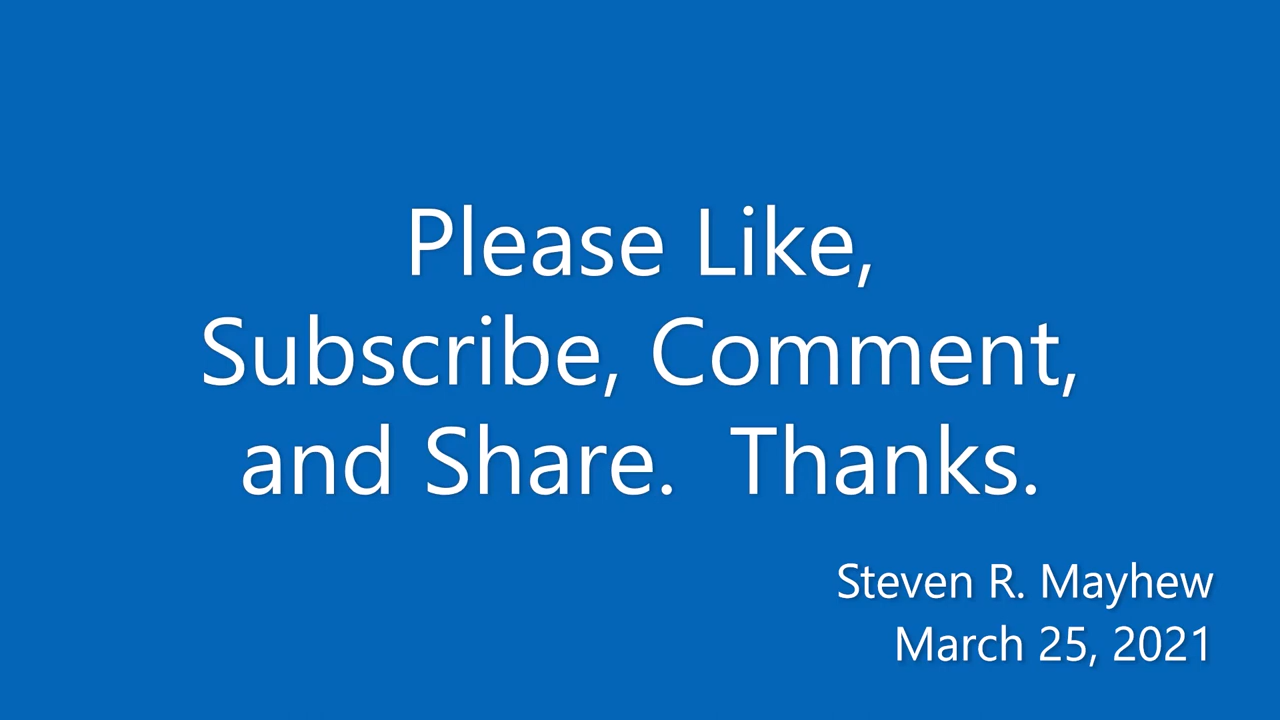 Please Like,
Subscribe, Comment,
and Share.  Thanks.
Steven R. Mayhew
March 25, 2021